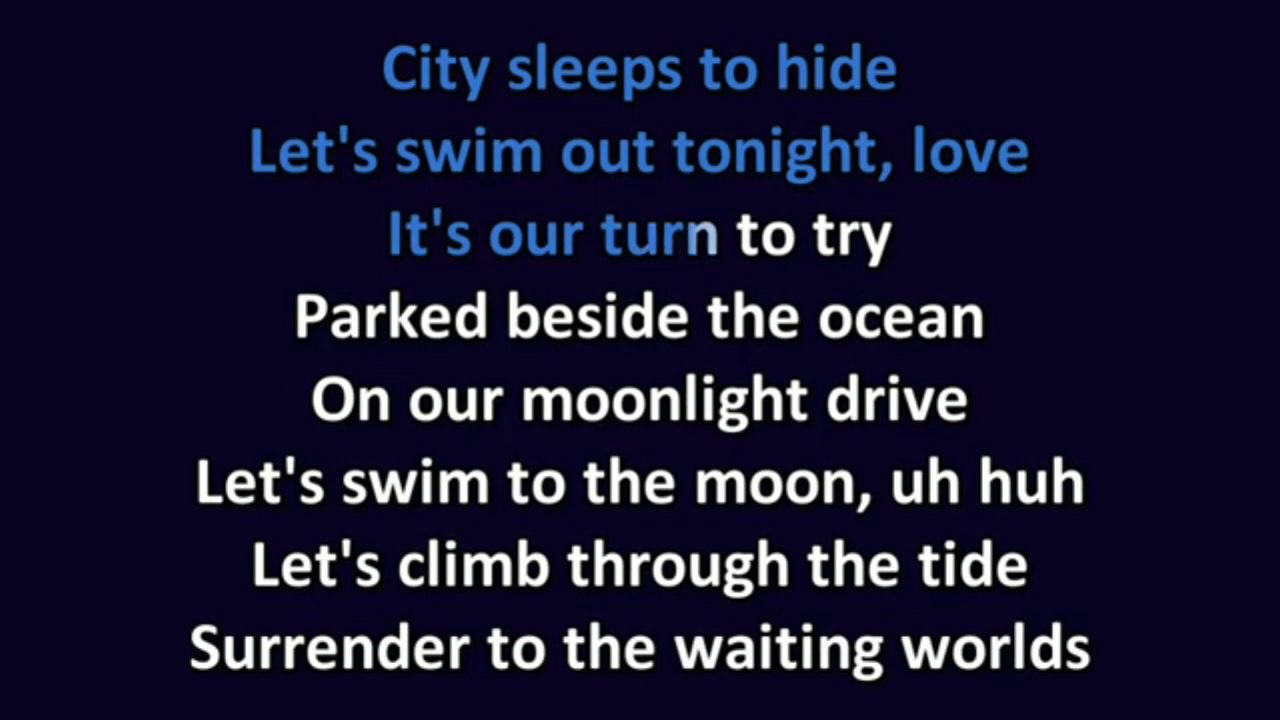 City sleeps to hide
Let's swim out tonight, love
It's our turn to try
Parked beside the ocean
On our moonlight drive
Let's swim to the moon, uh huh
Let's climb through the tide
Surrender to the waiting worlds